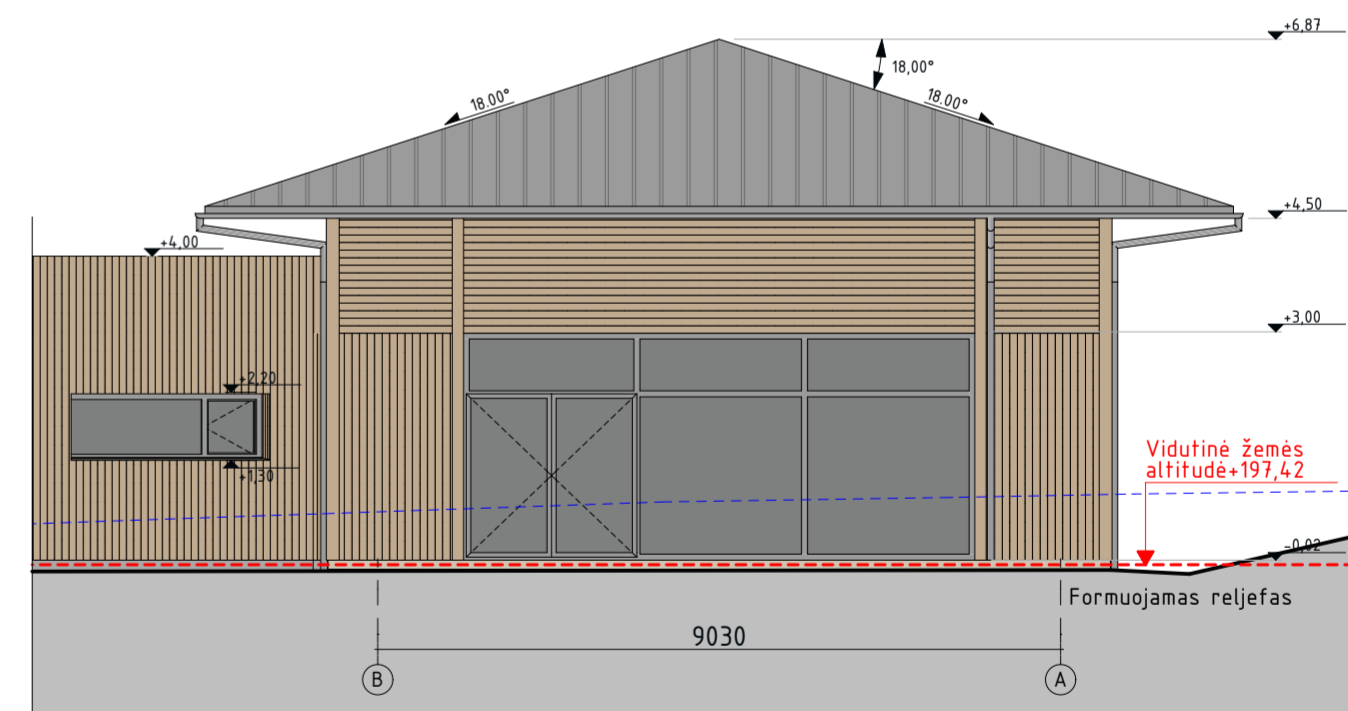 +6,87
18,00°
18.00°
18.00°
+4,50
+4,00
+3,00
+2,20
+1,30
Vidutinė žemės
altitudė+197,42
-0,02
Formuojamas reljefas
9030
B
A